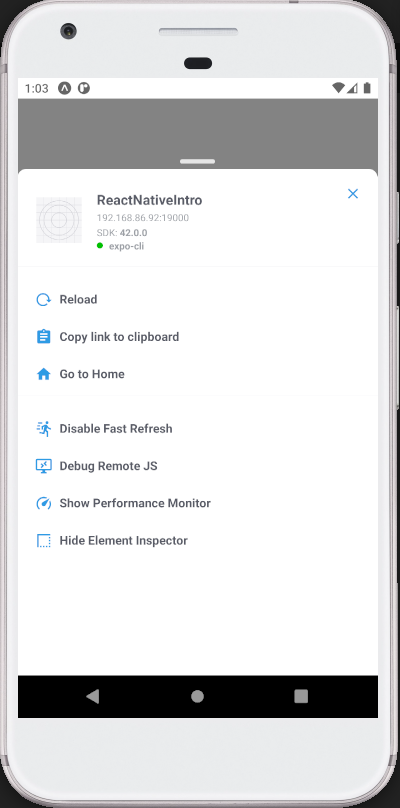 1:03
ReactNativeIntro
192.168.86.92:19000
SDK: 42.0.0
expo-cli
Reload
Copy link to clipboard
Go to Home
Disable Fast Refresh
Debug Remote JS
Show Performance Monitor
Hide Element Inspector